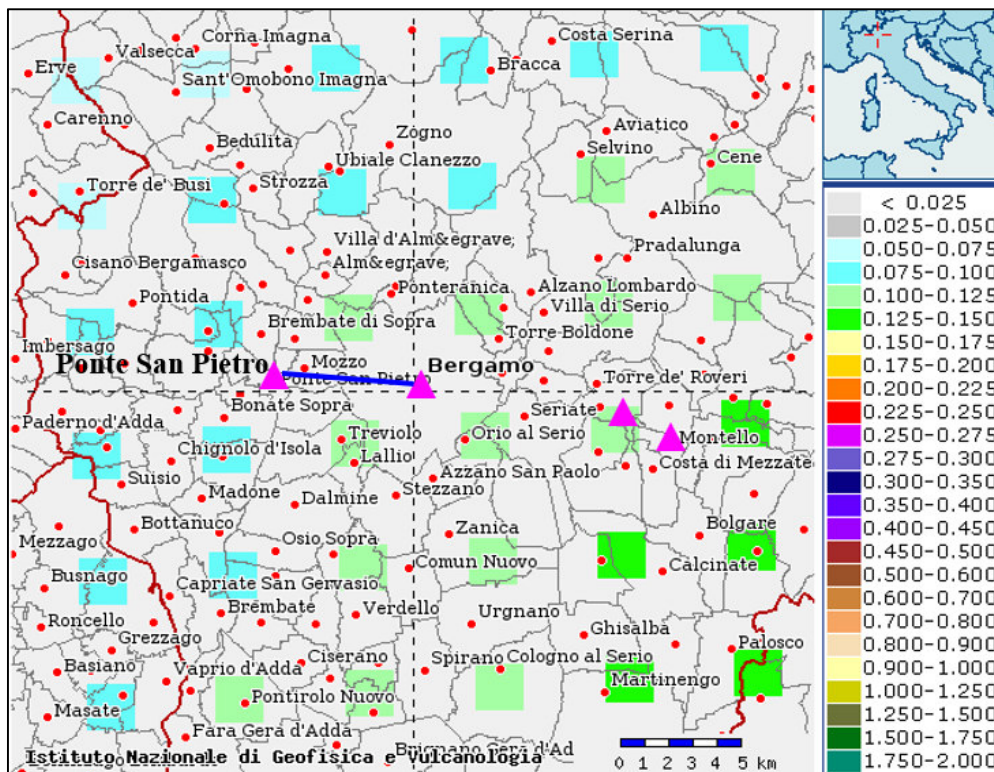 Corna Imagna
Costa Serina
Valsecca
Erve
Bracca
Sant'Omobono Imagna
Carenno
Aviatico
Zogno
Bedulita
Selvino
Ubiale Clanezzo
Cene
Torre de' Busi
Strozza
Albino
Villa d'Alm&egrave;
Pradalunga
Cisano Bergamasco
Alm&egrave;
Pontida
Ponteranica
Alzano Lombardo
Villa di Serio
Brembate di Sopra
Torre Boldone
Imbersago
Ponte San Pietro
Mozzo
Bergamo
Ponte San Pietro
Torre de' Roveri
Bonate Sopra
Seriate
Paderno d'Adda
Treviolo
Orio al Serio
Montello
Chignolo d'Isola
Lallio
Costa di Mezzate
Suisio
Azzano San Paolo
Madone
Dalmine
Stezzano
Bottanuco
Zanica
Bolgare
Mezzago
Osio Sopra
Comun Nuovo
Calcinate
Busnago
Capriate San Gervasio
Roncello
Brembate
Verdello
Urgnano
Grezzago
Ghisalba
Palosco
Basiano
Vaprio d'Adda
Ciserano
Spirano
Cologno al Serio
Martinengo
Masate
Pontirolo Nuovo
Fara Gera d'Adda
Brignano Gera d'Ad
Istituto Nazionale di Geofisica e Vulcanologia
0 1 2 3 4 5 km
< 0.025
0.025-0.050
0.050-0.075
0.075-0.100
0.100-0.125
0.125-0.150
0.150-0.175
0.175-0.200
0.200-0.225
0.225-0.250
0.250-0.275
0.275-0.300
0.300-0.350
0.350-0.400
0.400-0.450
0.450-0.500
0.500-0.600
0.600-0.700
0.700-0.800
0.800-0.900
0.900-1.000
1.000-1.250
1.250-1.500
1.500-1.750
1.750-2.000